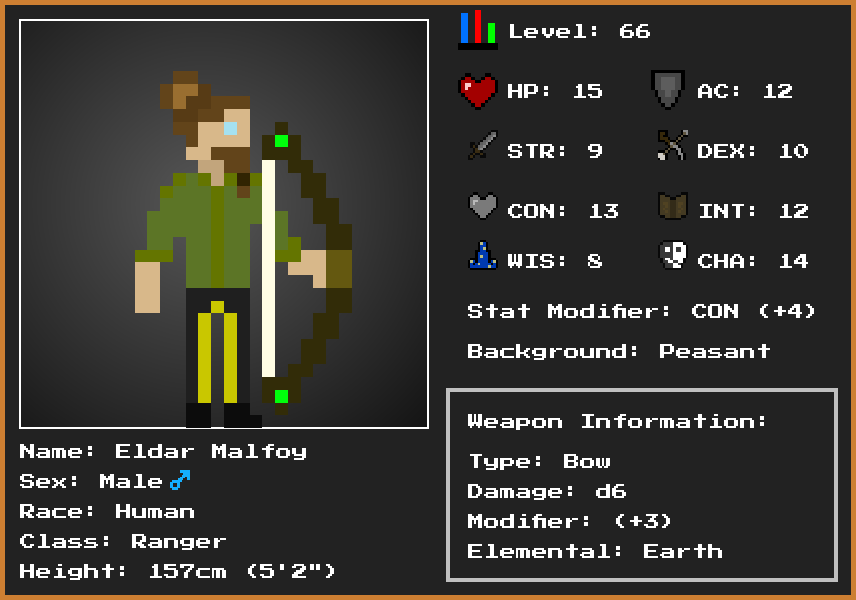 Level: 66
HP: 15
AC: 12
STR: 9
DEX: 10
CON: 13
INT: 12
WIS: 8
CHA: 14
Stat Modifier: CON (+4)
Background: Peasant
Weapon Information:
Type: Bow
Damage: d6
Modifier: (+3)
Elemental: Earth
Name: Eldar Malfoy
Sex: Male ♂
Race: Human
Class: Ranger
Height: 157cm (5'2")